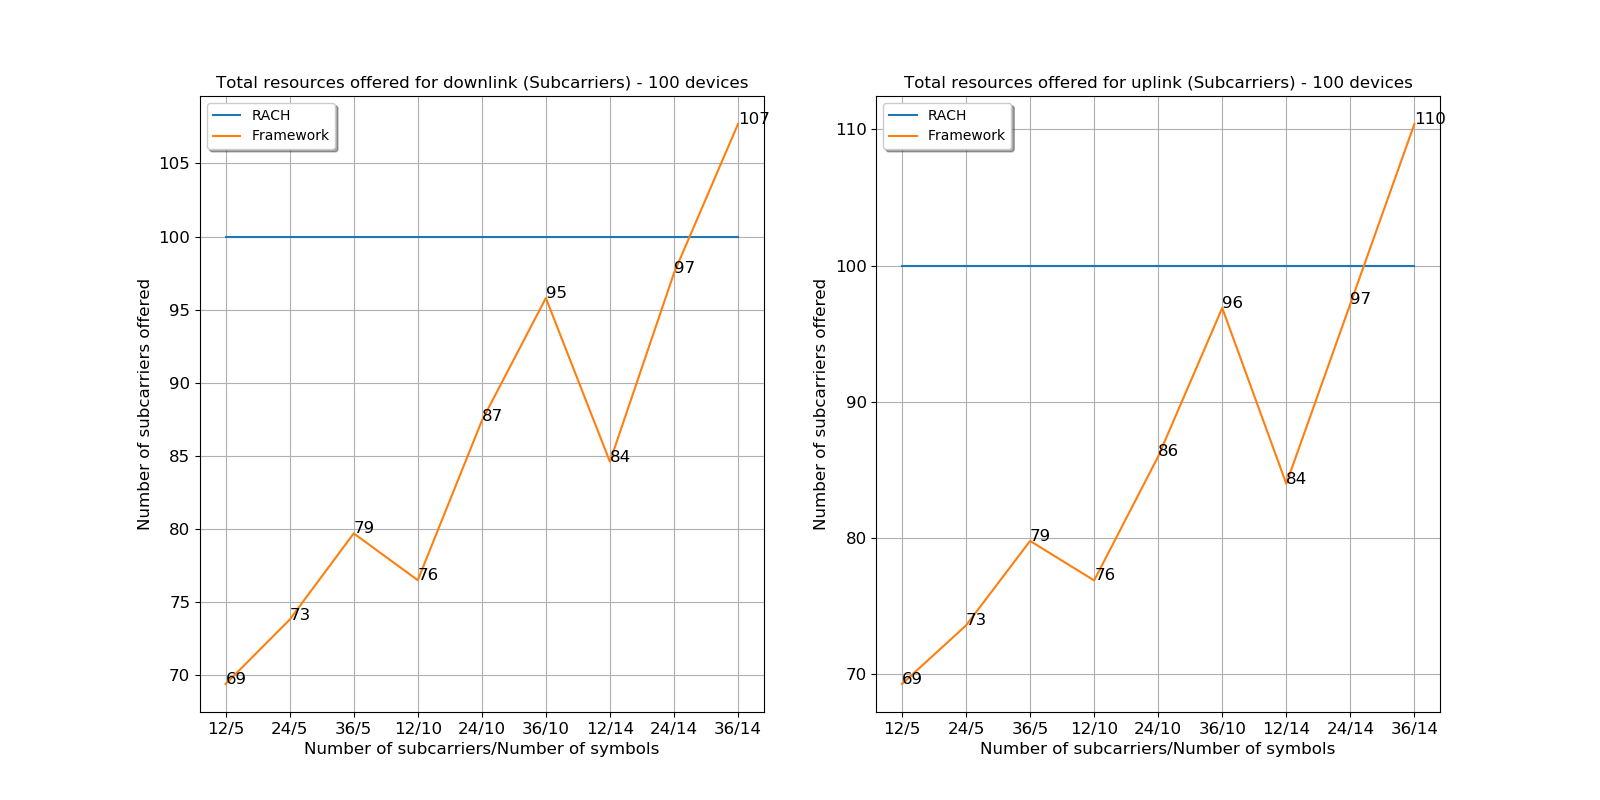 Total resources offered for downlink (Subcarriers) - 100 devices
RACH
Framework
Number of subcarriers offered
105
100
95
90
85
80
75
70
69
73
79
76
87
95
84
97
107
12/5 24/5 36/5 12/10 24/10 36/10 12/14 24/14 36/14
Number of subcarriers/Number of symbols
Total resources offered for uplink (Subcarriers) - 100 devices
RACH
Framework
Number of subcarriers offered
110
100
90
80
70
69
73
79
76
86
96
84
97
110
12/5 24/5 36/5 12/10 24/10 36/10 12/14 24/14 36/14
Number of subcarriers/Number of symbols